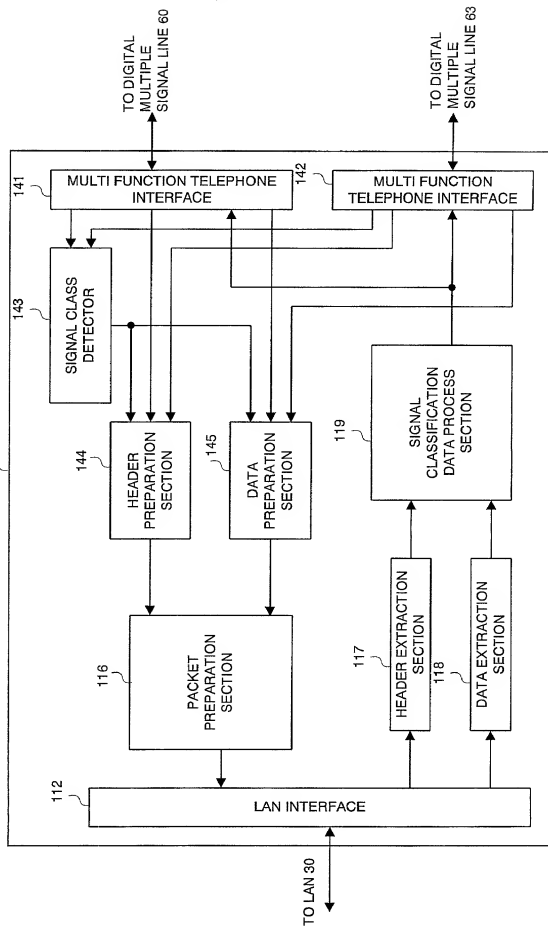 TO DIGITAL
MULTIPLE
SIGNAL LINE 60
TO DIGITAL
MULTIPLE
SIGNAL LINE 63
141
MULTI FUNCTION TELEPHONE
INTERFACE
142
MULTI FUNCTION
TELEPHONE INTERFACE
143
SIGNAL CLASS
DETECTOR
144
HEADER
PREPARATION
SECTION
145
DATA
PREPARATION
SECTION
119
SIGNAL
CLASSIFICATION
DATA PROCESS
SECTION
116
PACKET
PREPARATION
SECTION
117
HEADER EXTRACTION
SECTION
118
DATA EXTRACTION
SECTION
112
LAN INTERFACE
TO LAN 30